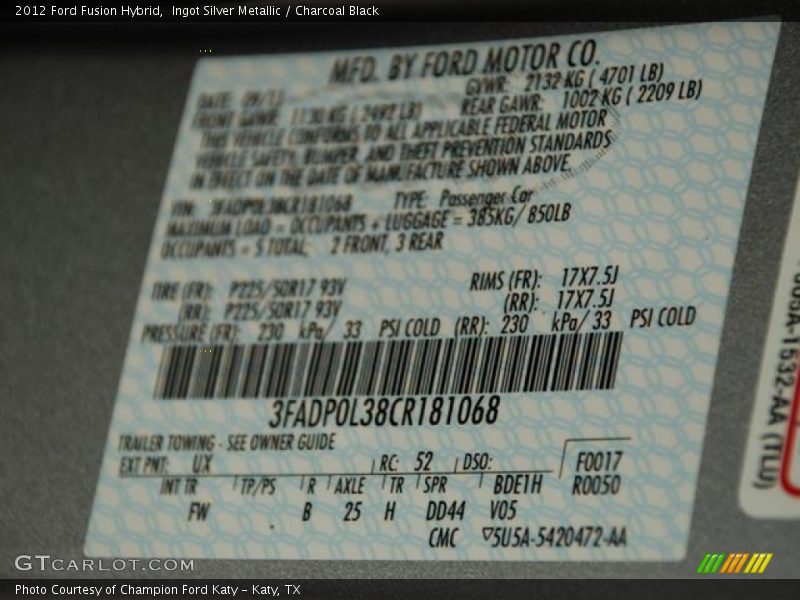 2012 Ford Fusion Hybrid,  Ingot Silver Metallic / Charcoal Black
MFD. BY FORD MOTOR CO.
DATE: 09/11 GVWR: 2132 KG ( 4701 LB)
FRONT GAWR: 1130 KG ( 2492 LB) REAR GAWR: 1002 KG ( 2209 LB)
THIS VEHICLE CONFORMS TO ALL APPLICABLE FEDERAL MOTOR
VEHICLE SAFETY, BUMPER, AND THEFT PREVENTION STANDARDS
IN EFFECT ON THE DATE OF MANUFACTURE SHOWN ABOVE.
VIN: 3FADP0L38CR181068 TYPE: Passenger Car
MAXIMUM LOAD = OCCUPANTS + LUGGAGE = 385KG/ 850LB
OCCUPANTS = 5 TOTAL; 2 FRONT, 3 REAR
TIRE (FR): P225/50R17 93V RIMS (FR): 17X7.5J
(RR): P225/50R17 93V (RR): 17X7.5J
PRESSURE (FR): 230 kPa/ 33 PSI COLD (RR): 230 kPa/ 33 PSI COLD
3FADP0L38CR181068
TRAILER TOWING - SEE OWNER GUIDE
EXT PNT: UX RC: 52 DSO: F0017
INT TR TP/PS R AXLE TR SPR BDE1H R0050
FW B 25 H DD44 V05
CMC ▽5U5A-5420472-AA
A-1532-AA (TLU)
GTCARLOT.COM
Photo Courtesy of Champion Ford Katy – Katy, TX